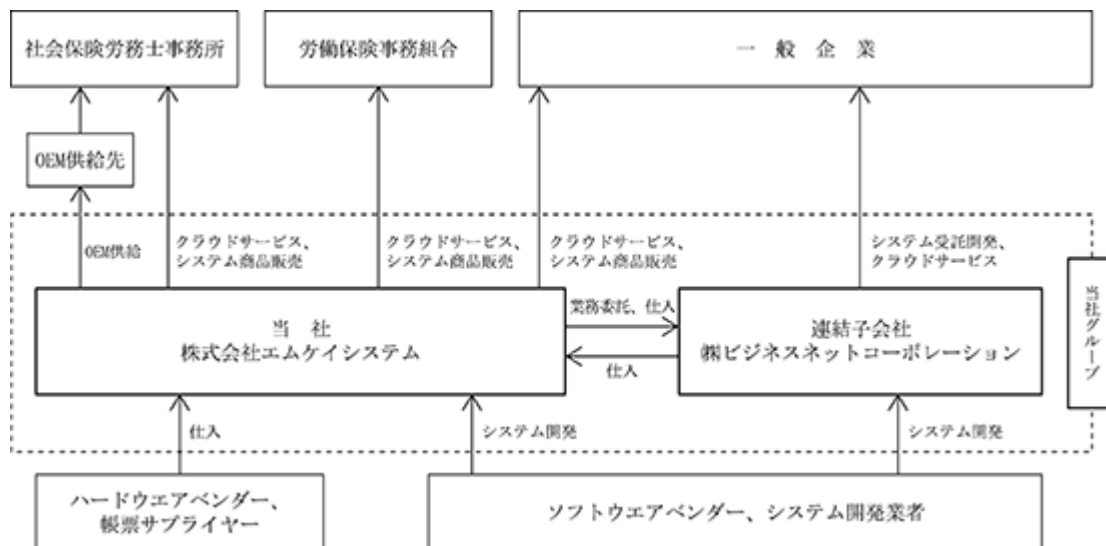 社会保険労務士事務所
労働保険事務組合
一般企業
OEM供給先
OEM供給
クラウドサービス、
システム商品販売
クラウドサービス、
システム商品販売
クラウドサービス、
システム商品販売
システム受託開発、
クラウドサービス
当社グループ
当社
株式会社エムケイシステム
業務委託、仕入
仕入
連結子会社
㈱ビジネスネットコーポレーション
仕入
システム開発
システム開発
ハードウエアベンダー、
帳票サプライヤー
ソフトウエアベンダー、システム開発業者